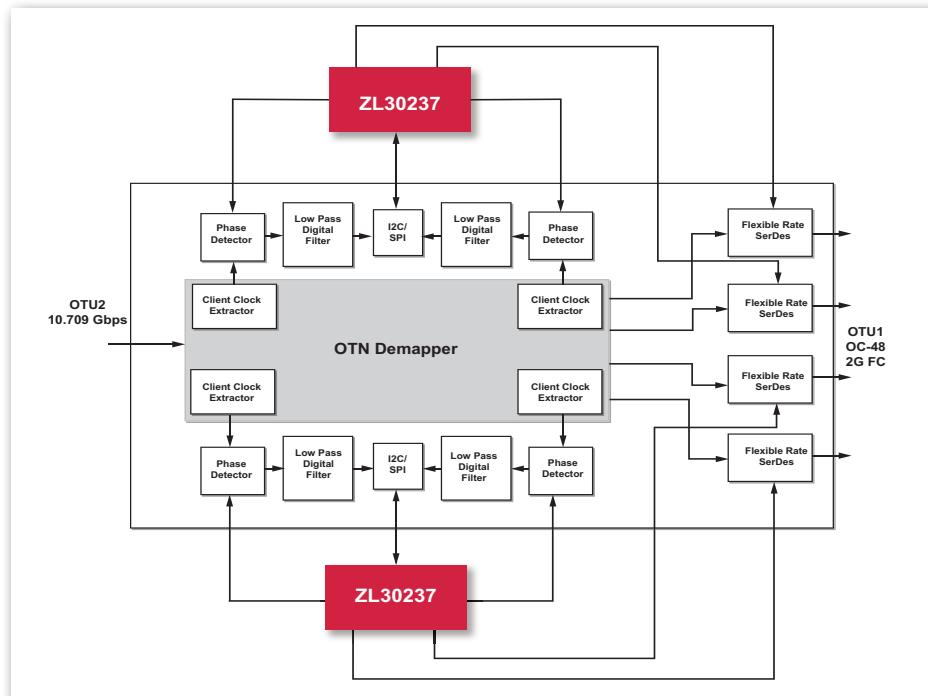 ZL30237
Phase
Detector
Low Pass
Digital
Filter
I2C/
SPI
Low Pass
Digital
Filter
Phase
Detector
Flexible Rate
SerDes
OTU2
10.709 Gbps
Client Clock
Extractor
Client Clock
Extractor
Flexible Rate
SerDes
OTN Demapper
OTU1
OC-48
2G FC
Client Clock
Extractor
Client Clock
Extractor
Flexible Rate
SerDes
Phase
Detector
Low Pass
Digital
Filter
I2C/
SPI
Low Pass
Digital
Filter
Phase
Detector
Flexible Rate
SerDes
ZL30237